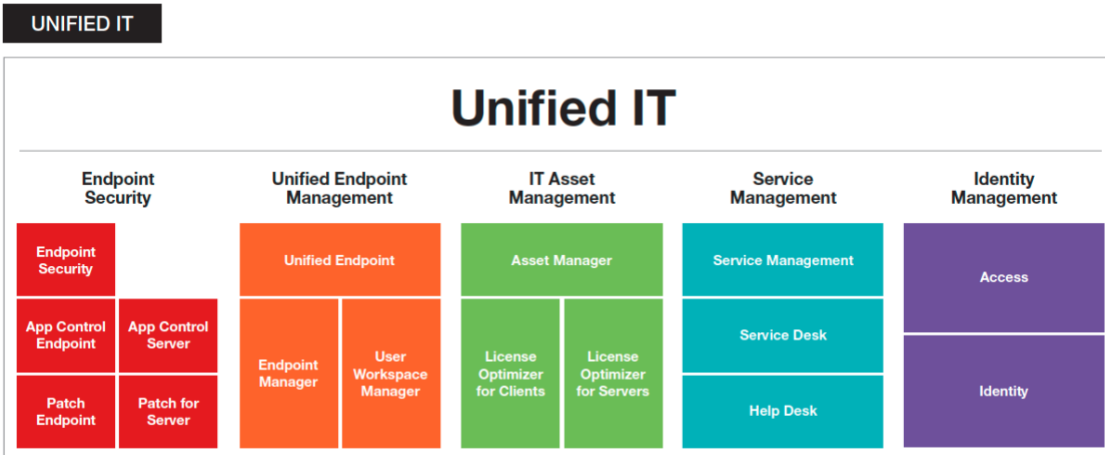 UNIFIED IT
Unified IT
Endpoint
Security
Unified Endpoint
Management
IT Asset
Management
Service
Management
Identity
Management
Endpoint
Security
App Control
Endpoint
App Control
Server
Patch
Endpoint
Patch for
Server
Unified Endpoint
Endpoint
Manager
User
Workspace
Manager
Asset Manager
License
Optimizer
for Clients
License
Optimizer
for Servers
Service Management
Service Desk
Help Desk
Access
Identity